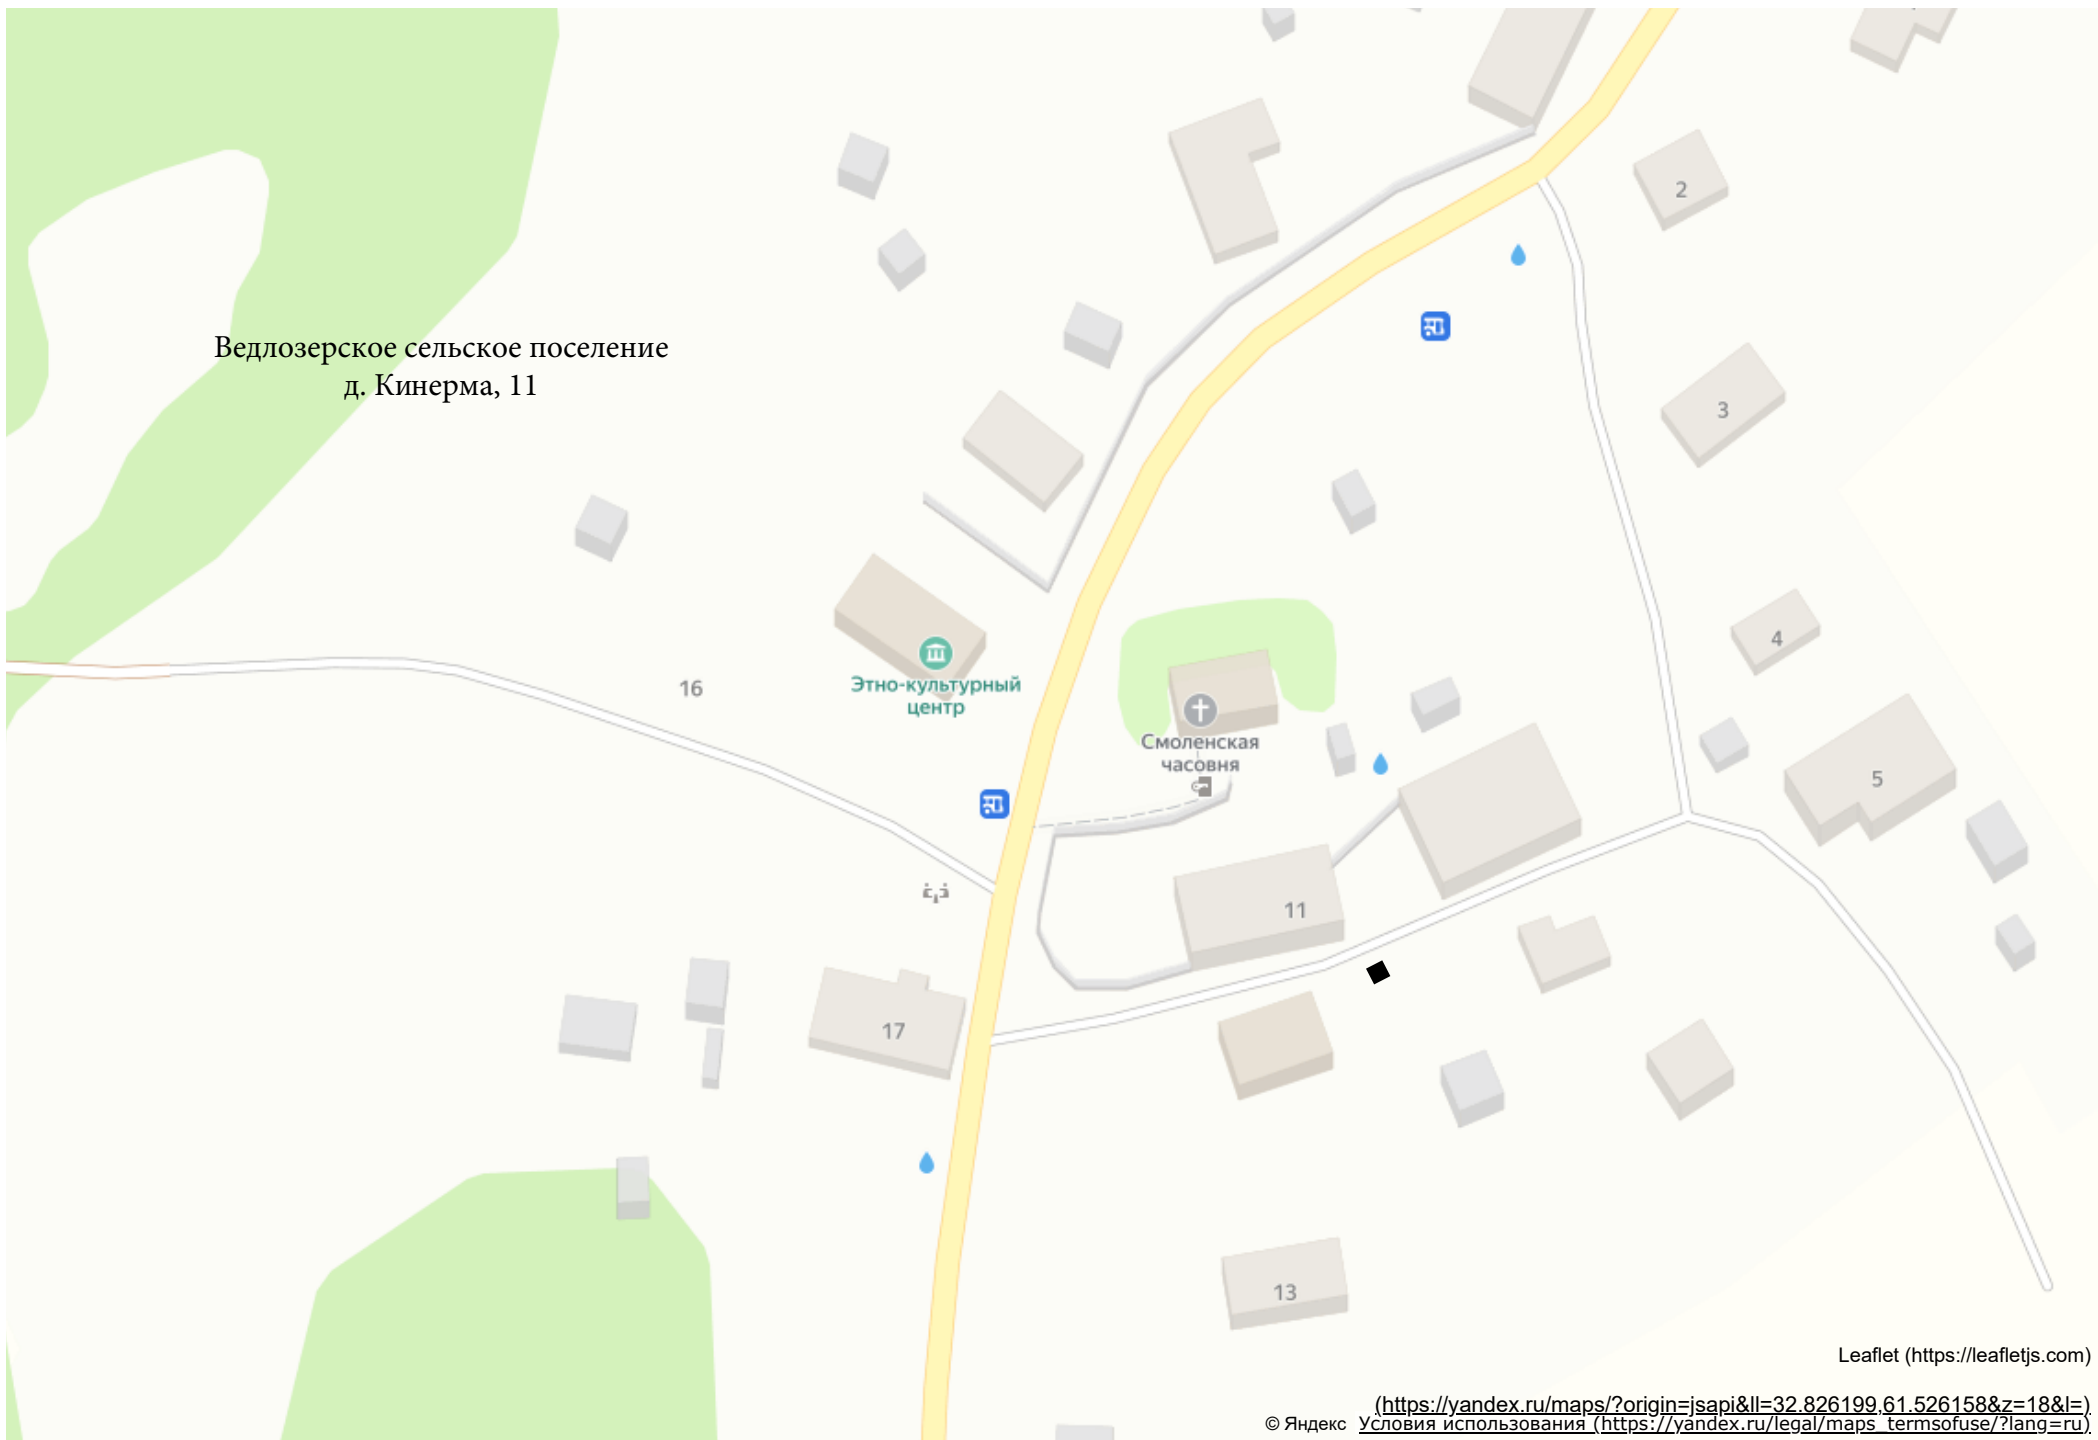 2
Ведлозерское сельское поселение
д. Кинерма, 11
3
4
16
Этно-культурный
центр
Смоленская
часовня
5
11
17
13
Leaflet (https://leafletjs.com)
(https://yandex.ru/maps/?origin=jsapi&ll=32.826199,61.526158&z=18&l=)
© Яндекс Условия использования (https://yandex.ru/legal/maps_termsofuse/?lang=ru)